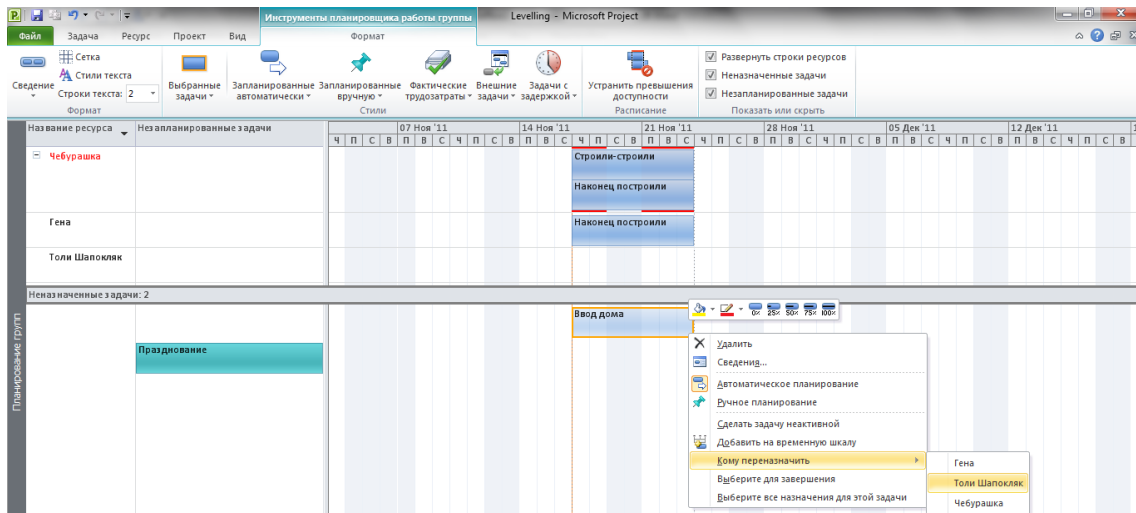 Инструменты планировщика работы группы
Levelling - Microsoft Project
Файл Задача Ресурс Проект Вид Формат
Сведение
Сетка
Стили текста
Строки текста: 2
Формат
Выбранные задачи
Запланированные автоматически
Запланированные вручную
Фактические трудозатраты
Внешние задачи
Задачи с задержкой
Стили
Устранить превышения доступности
Расписание
Развернуть строки ресурсов
Неназначенные задачи
Незапланированные задачи
Показать или скрыть
Название ресурса Незапланированные задачи
07 Ноя '11 14 Ноя '11 21 Ноя '11 28 Ноя '11 05 Дек '11 12 Дек '11
Ч П С В П В С Ч П С В П В С Ч П С В П В С Ч П С В П В С Ч П С В П В С Ч П С В П В С Ч П С В
Чебурашка
Строили-строили
Наконец построили
Гена
Наконец построили
Толи Шапокляк
Неназначенные задачи: 2
Планирование групп
Ввод дома
0% 25% 50% 75% 100%
Празднование
Удалить
Сведения...
Автоматическое планирование
Ручное планирование
Сделать задачу неактивной
Добавить на временную шкалу
Кому переназначить
Выберите для завершения
Выберите все назначения для этой задачи
Гена
Толи Шапокляк
Чебурашка